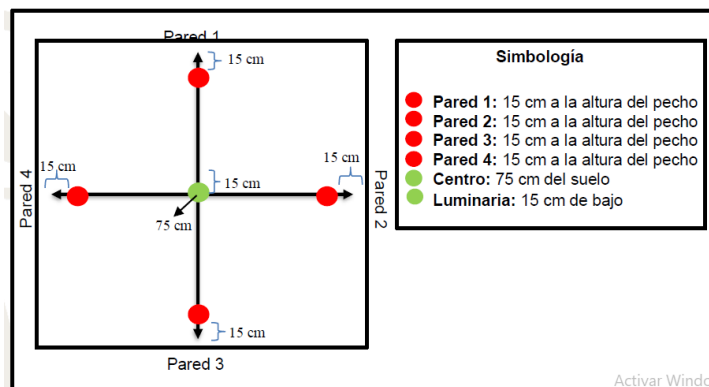 Pared 1
15 cm
15 cm
15 cm
15 cm
Pared 4
Pared 2
75 cm
15 cm
Pared 3
Simbología
Pared 1: 15 cm a la altura del pecho
Pared 2: 15 cm a la altura del pecho
Pared 3: 15 cm a la altura del pecho
Pared 4: 15 cm a la altura del pecho
Centro: 75 cm del suelo
Luminaria: 15 cm de bajo
Activar Windo